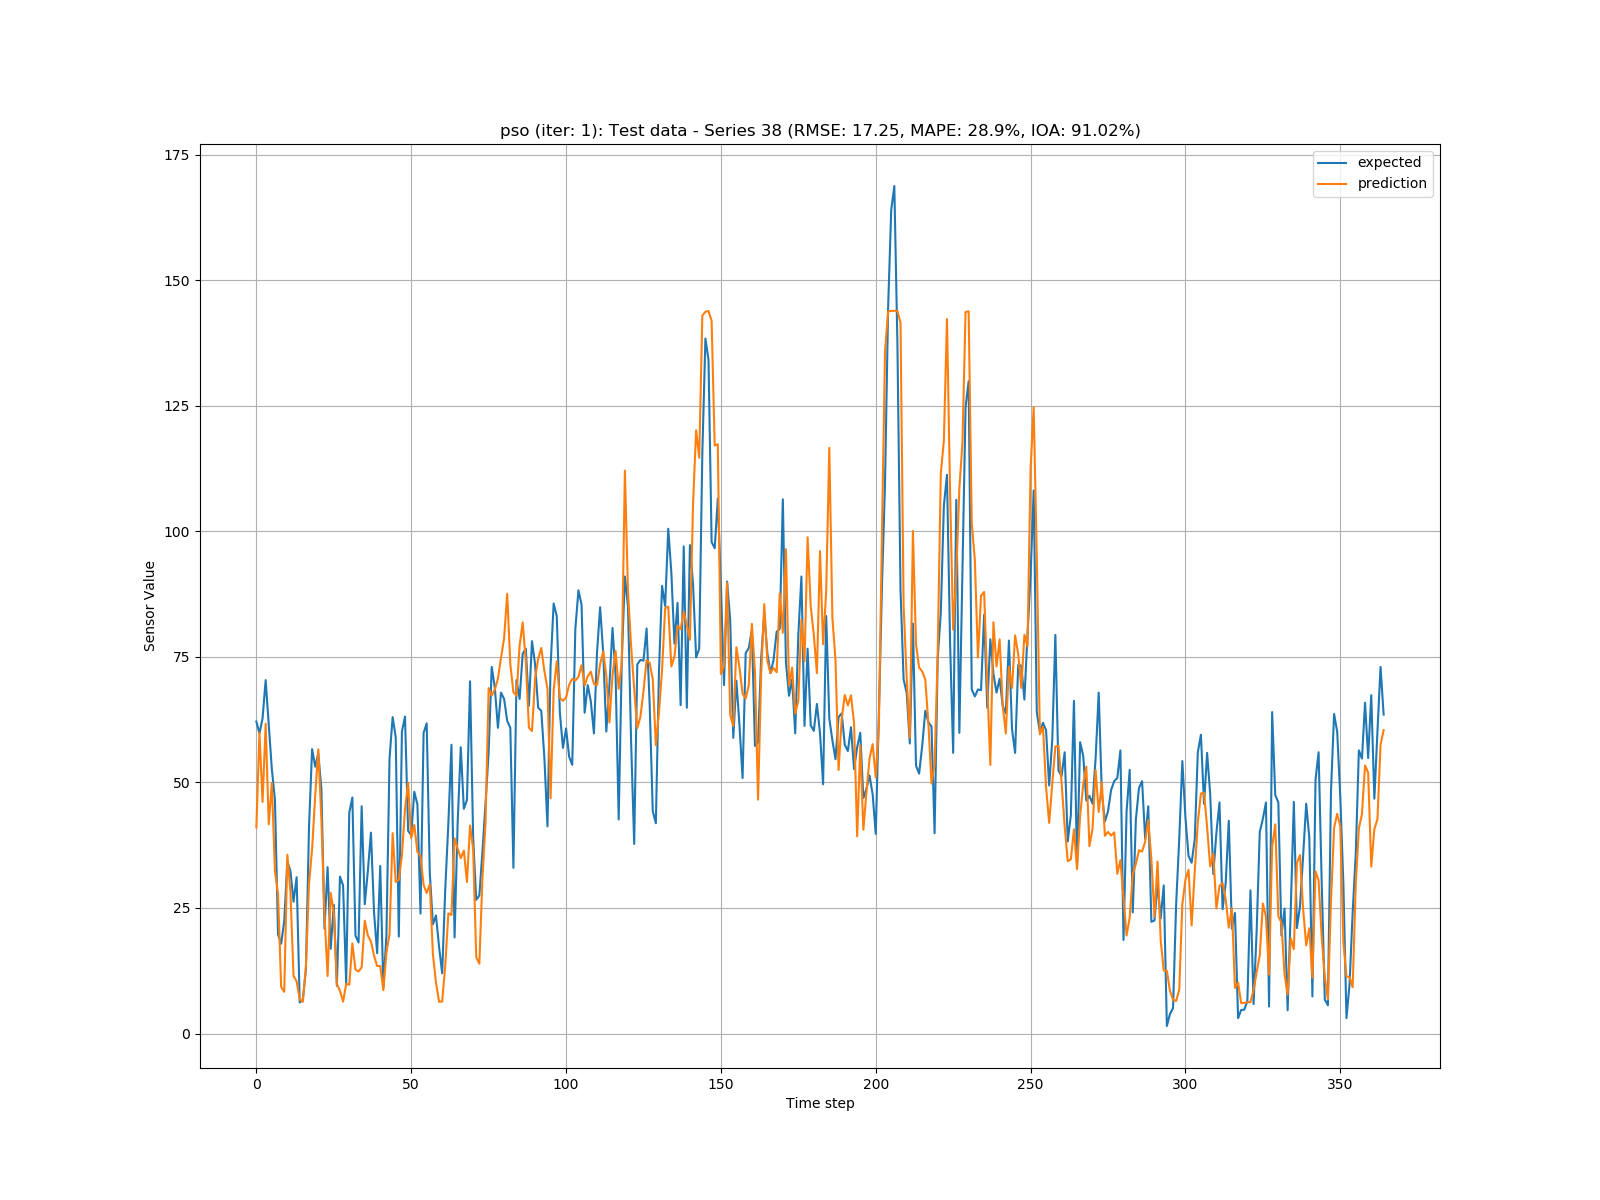 pso (iter: 1): Test data - Series 38 (RMSE: 17.25, MAPE: 28.9%, IOA: 91.02%)
expected
prediction
175
150
125
100
75
50
25
0
Sensor Value
0 50 100 150 200 250 300 350
Time step